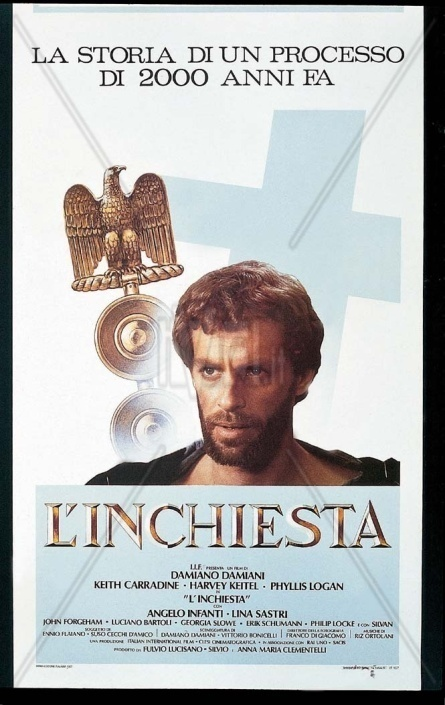 LA STORIA DI UN PROCESSO
DI 2000 ANNI FA
L'INCHIESTA
I.I.F. PRESENTA UN FILM DI
DAMIANO DAMIANI
KEITH CARRADINE · HARVEY KEITEL · PHYLLIS LOGAN
IN
"L'INCHIESTA"
CON
ANGELO INFANTI · LINA SASTRI
JOHN FORGEHAM · LUCIANO BARTOLI · GEORGIA SLOWE · ERIK SCHUMANN · PHILIP LOCKE E CON SILVAN
SOGGETTO DI SCENEGGIATURA DI DIRETTORE DELLA FOTOGRAFIA MUSICHE DI
ENNIO FLAIANO · SUSO CECCHI D'AMICO DAMIANO DAMIANI · VITTORIO BONICELLI FRANCO DI GIACOMO RIZ ORTOLANI
UNA PRODUZIONE ITALIAN INTERNATIONAL FILM · CLESI CINEMATOGRAFICA · IN ASSOCIAZIONE CON RAI UNO · SACIS
PRODOTTO DA FULVIO LUCISANO · SILVIO E ANNA MARIA CLEMENTELLI